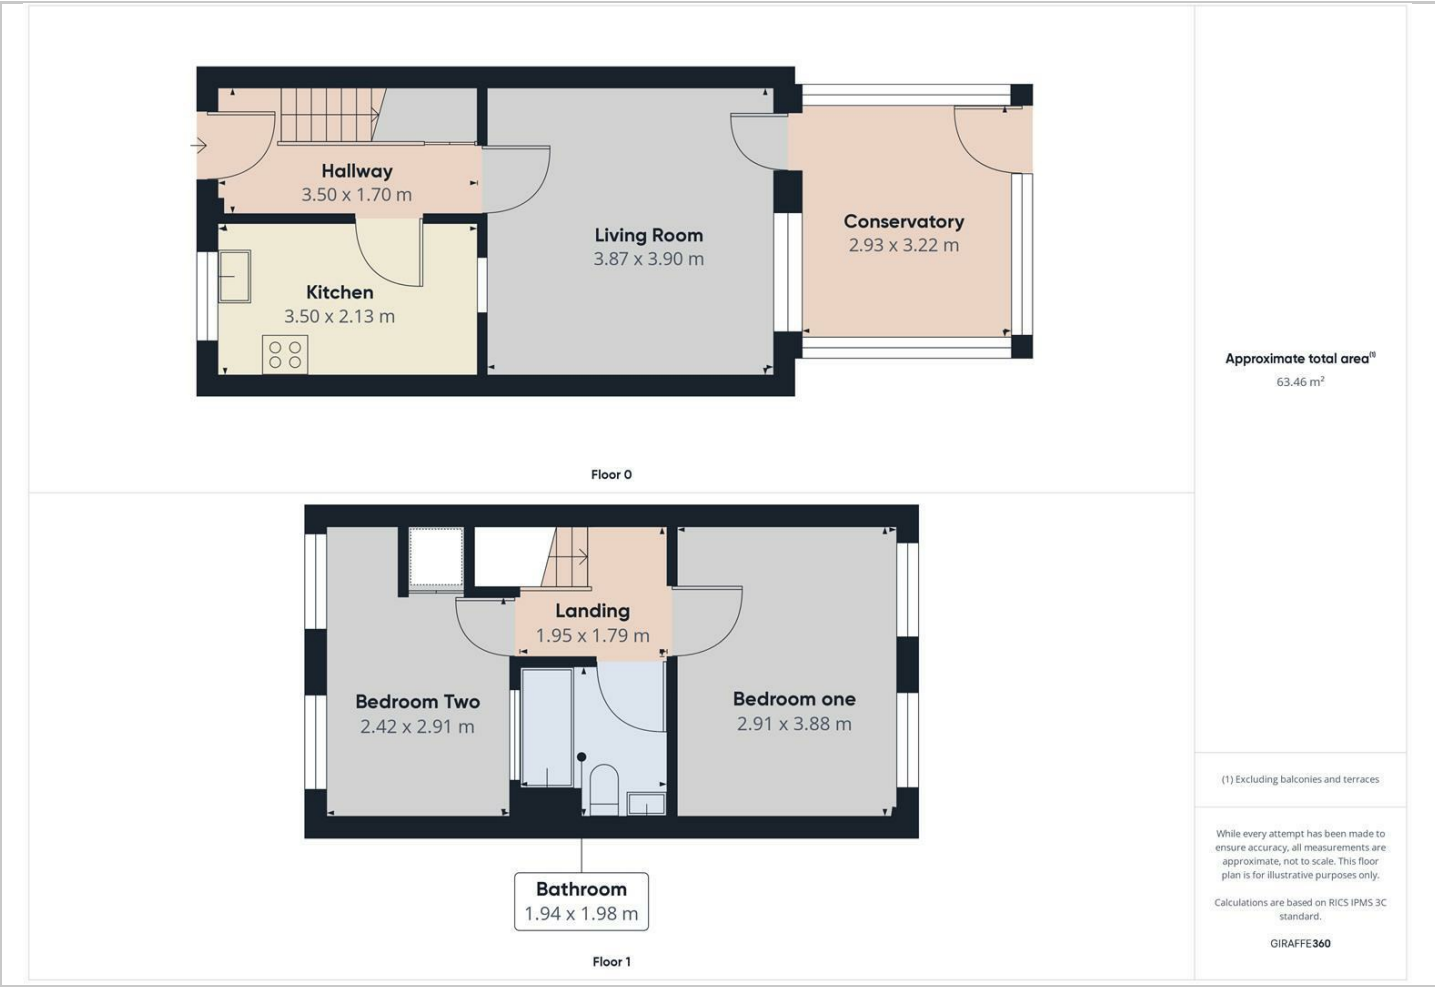 Hallway
3.50 x 1.70 m
Kitchen
3.50 x 2.13 m
Living Room
3.87 x 3.90 m
Conservatory
2.93 x 3.22 m
Floor 0
Landing
1.95 x 1.79 m
Bedroom Two
2.42 x 2.91 m
Bedroom one
2.91 x 3.88 m
Bathroom
1.94 x 1.98 m
Floor 1
Approximate total area⁽¹⁾
63.46 m²
(1) Excluding balconies and terraces
While every attempt has been made to
ensure accuracy, all measurements are
approximate, not to scale. This floor
plan is for illustrative purposes only.
Calculations are based on RICS IPMS 3C
standard.
GIRAFFE360